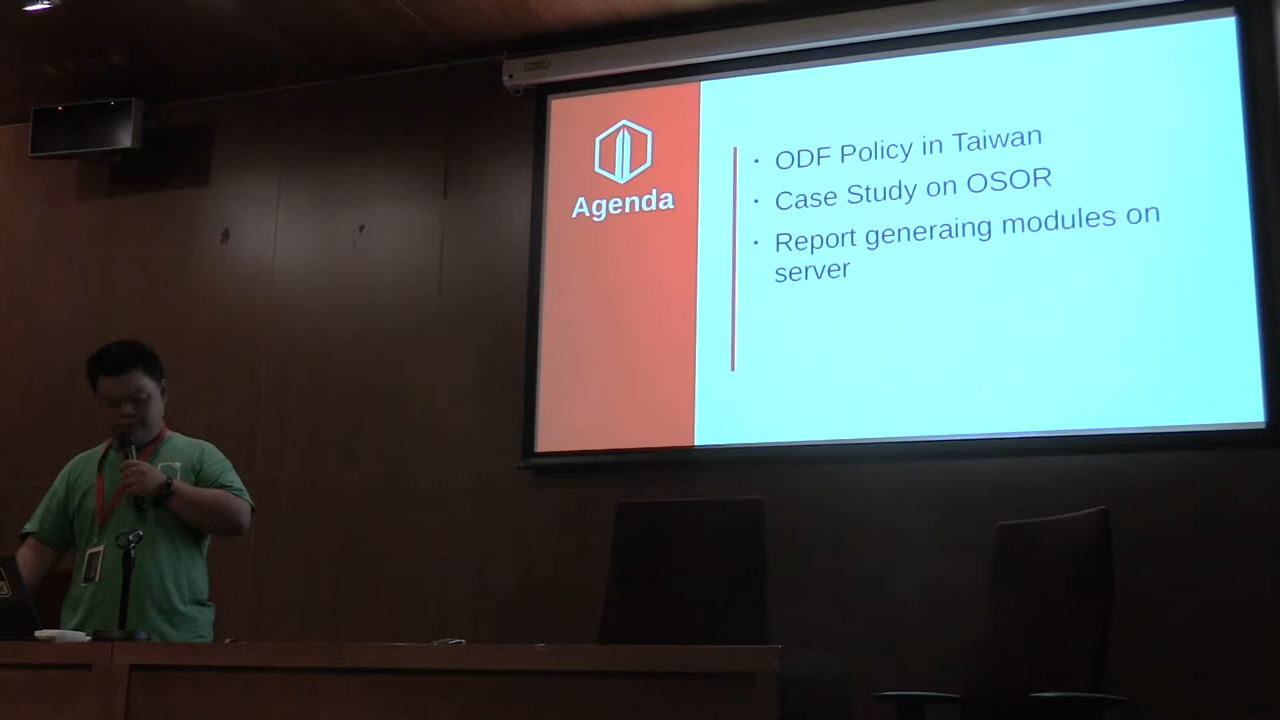 Agenda
· ODF Policy in Taiwan
· Case Study on OSOR
· Report generaing modules on
server